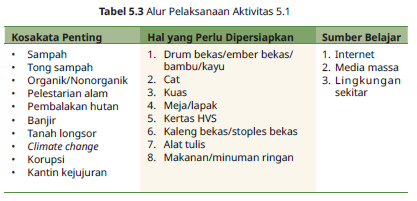 Tabel 5.3 Alur Pelaksanaan Aktivitas 5.1
Kosakata Penting
• Sampah
• Tong sampah
• Organik/Nonorganik
• Pelestarian alam
• Pembalakan hutan
• Banjir
• Tanah longsor
• Climate change
• Korupsi
• Kantin kejujuran
Hal yang Perlu Dipersiapkan
1. Drum bekas/ember bekas/
bambu/kayu
2. Cat
3. Kuas
4. Meja/lapak
5. Kertas HVS
6. Kaleng bekas/stoples bekas
7. Alat tulis
8. Makanan/minuman ringan
Sumber Belajar
1. Internet
2. Media massa
3. Lingkungan
sekitar